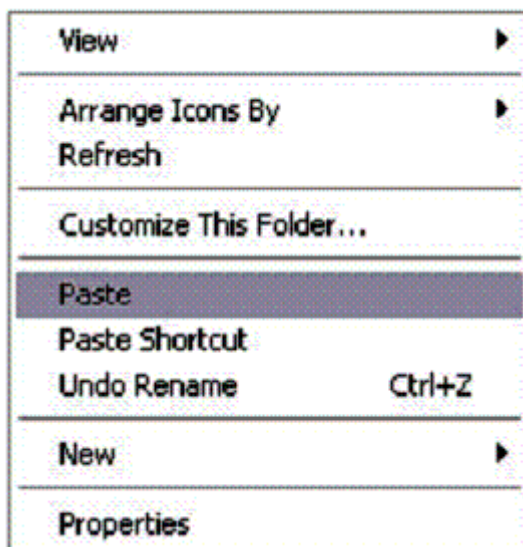 View
Arrange Icons By
Refresh
Customize This Folder...
Paste
Paste Shortcut
Undo Rename Ctrl+Z
New
Properties